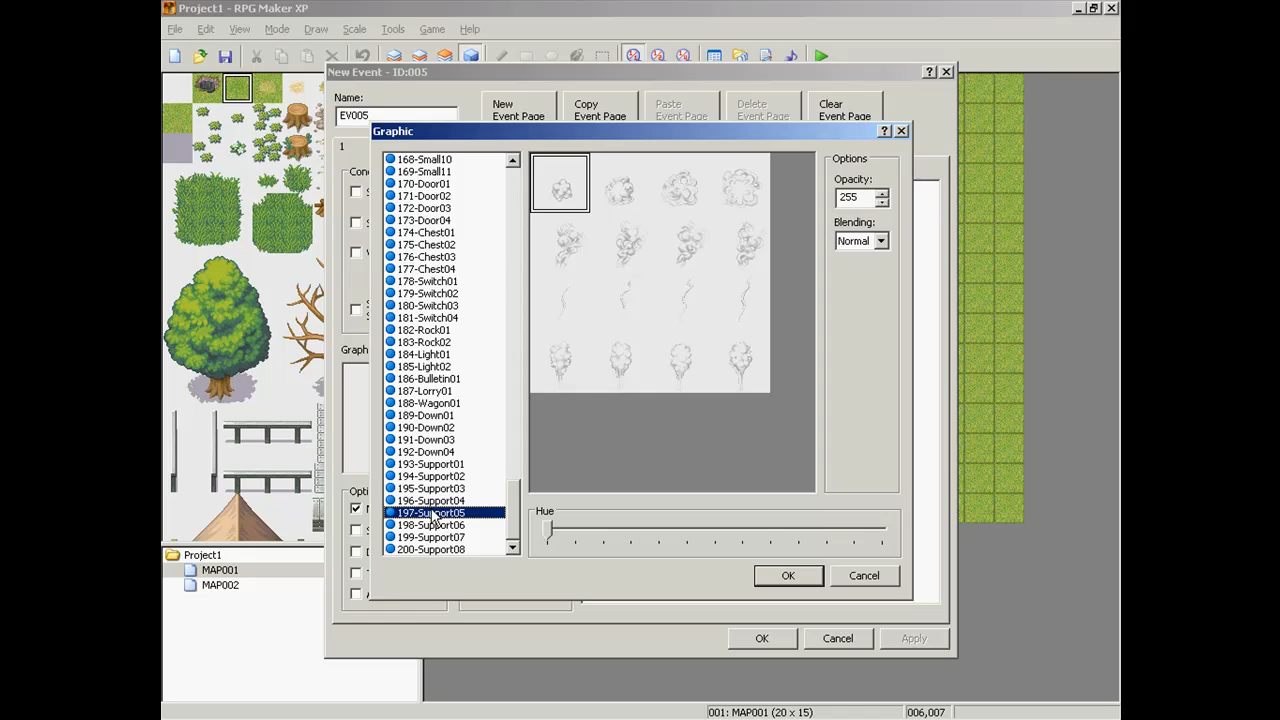 Project1 - RPG Maker XP
File Edit View Mode Draw Scale Tools Game Help
New Event - ID:005
Name:
EV005
New Event Page
Copy Event Page
Paste Event Page
Delete Event Page
Clear Event Page
1
Graphic
168-Small10
169-Small11
170-Door01
171-Door02
172-Door03
173-Door04
174-Chest01
175-Chest02
176-Chest03
177-Chest04
178-Switch01
179-Switch02
180-Switch03
181-Switch04
182-Rock01
183-Rock02
184-Light01
185-Light02
186-Bulletin01
187-Lorry01
188-Wagon01
189-Down01
190-Down02
191-Down03
192-Down04
193-Support01
194-Support02
195-Support03
196-Support04
197-Support05
198-Support06
199-Support07
200-Support08
Options
Opacity:
255
Blending:
Normal
Hue
OK
Cancel
OK
Cancel
Apply
Project1
MAP001
MAP002
001: MAP001 (20 x 15)
006,007